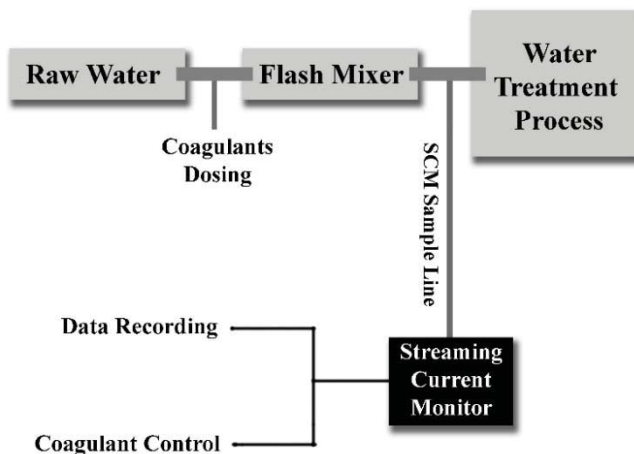 Raw Water
Flash Mixer
Water
Treatment
Process
Coagulants
Dosing
SCM Sample Line
Data Recording
Streaming
Current
Monitor
Coagulant Control